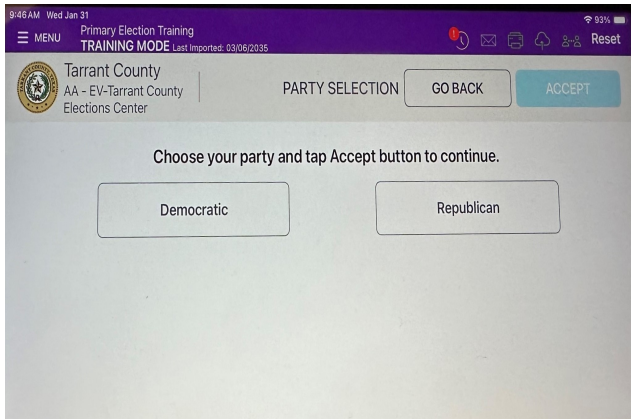 9:46 AM Wed Jan 31
93%
MENU
Primary Election Training
TRAINING MODE Last Imported: 03/06/2035
Reset
Tarrant County
AA - EV-Tarrant County
Elections Center
PARTY SELECTION
GO BACK
ACCEPT
Choose your party and tap Accept button to continue.
Democratic
Republican